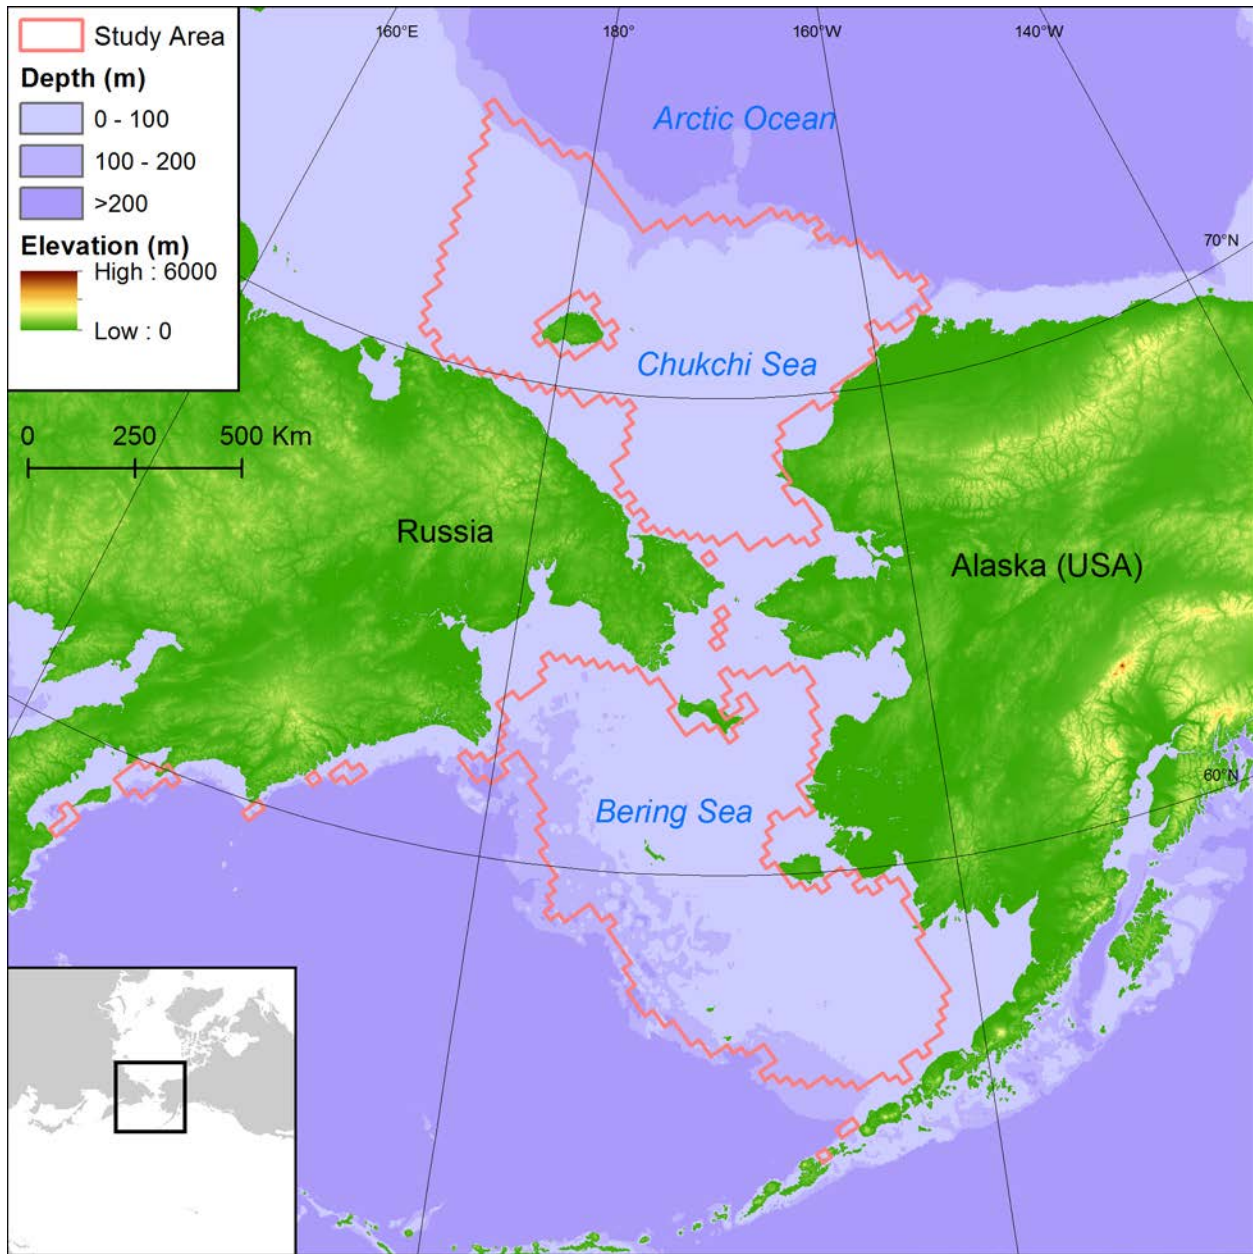 160°E
180°
160°W
140°W
Study Area
Depth (m)
0 - 100
100 - 200
>200
Elevation (m)
High : 6000
Low : 0
Arctic Ocean
70°N
Chukchi Sea
0 250 500 Km
Russia
Alaska (USA)
60°N
Bering Sea